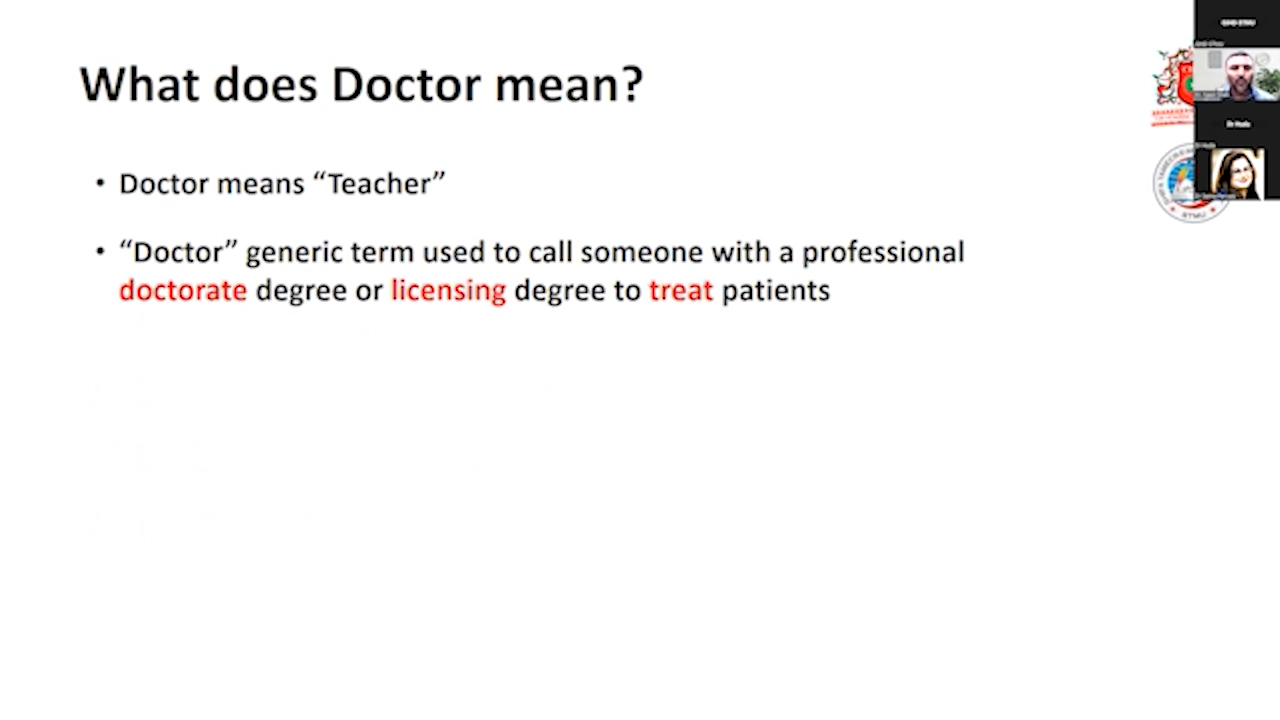 What does Doctor mean?
• Doctor means “Teacher”
• “Doctor” generic term used to call someone with a professional
doctorate degree or licensing degree to treat patients
STMU